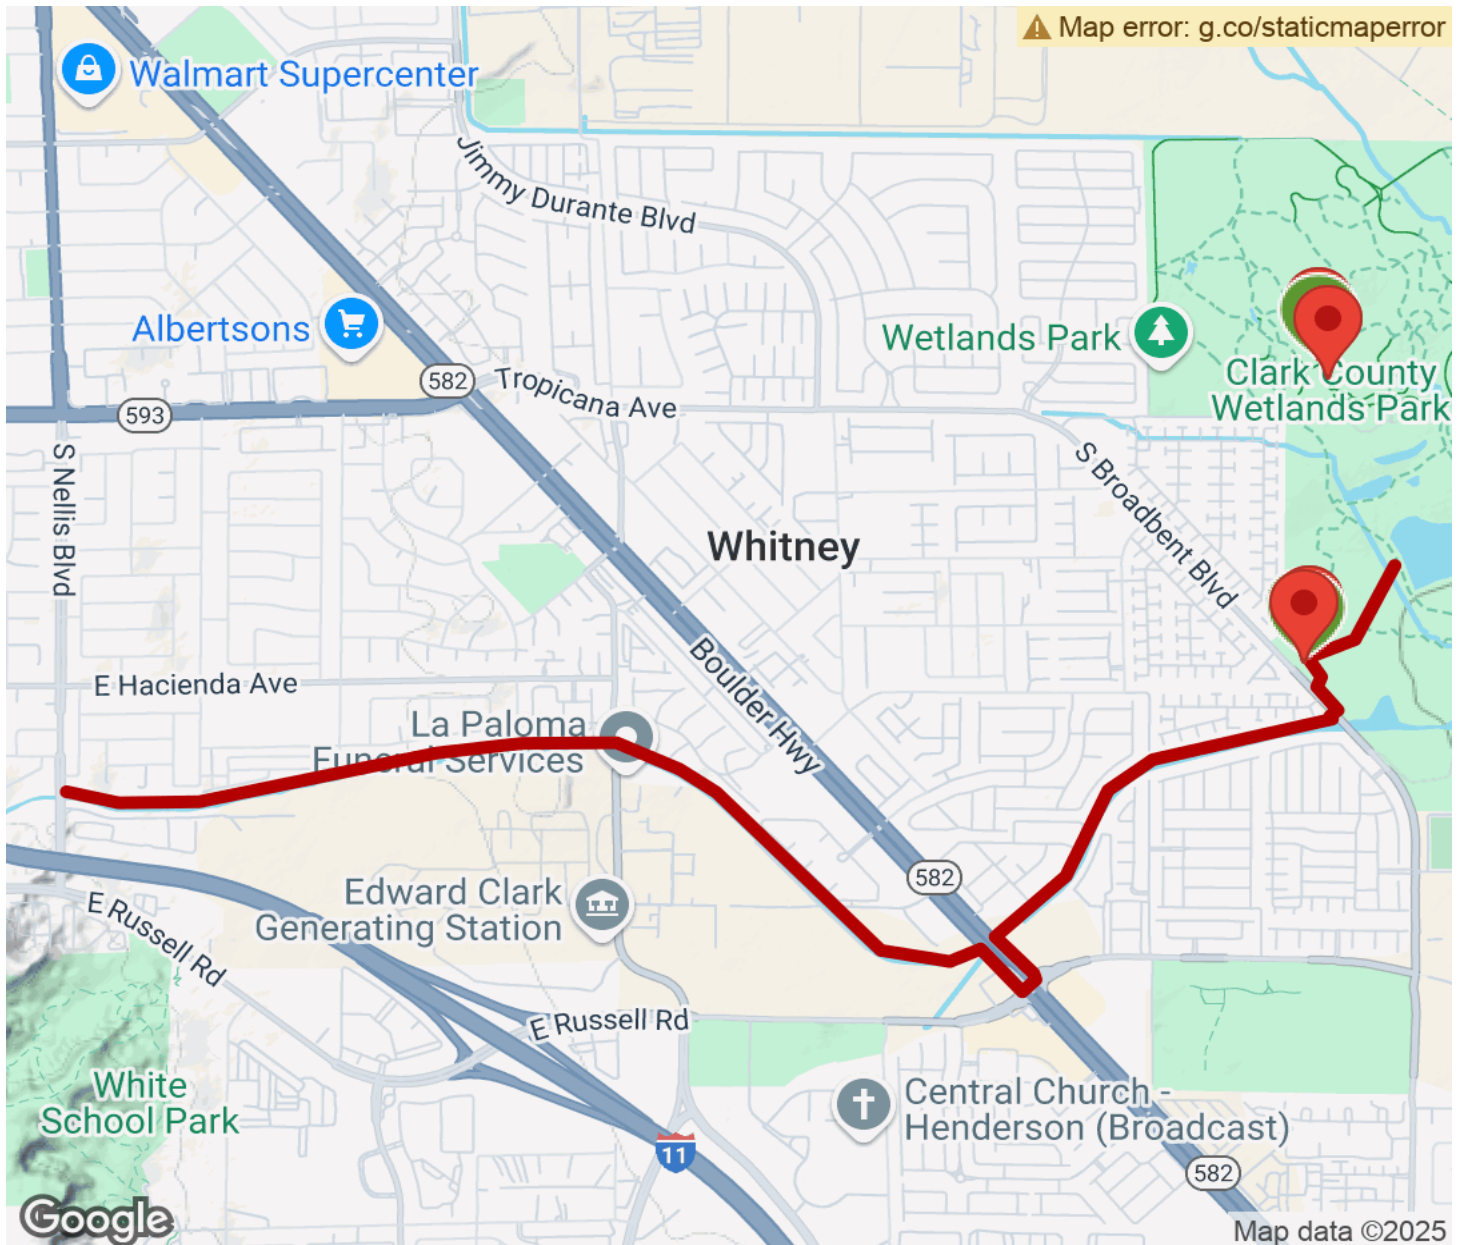 Map error: g.co/staticmaperror
Walmart Supercenter
Jimmy Durante Blvd
Albertsons
Wetlands Park
582
Clark County
Wetlands Park
Tropicana Ave
593
S Nellis Blvd
S Broadbent Blvd
Whitney
E Hacienda Ave
Boulder Hwy
La Paloma
Funeral Services
582
Edward Clark
Generating Station
E Russell Rd
E Russell Rd
White
School Park
Central Church -
Henderson (Broadcast)
11
582
Google
Map data ©2025